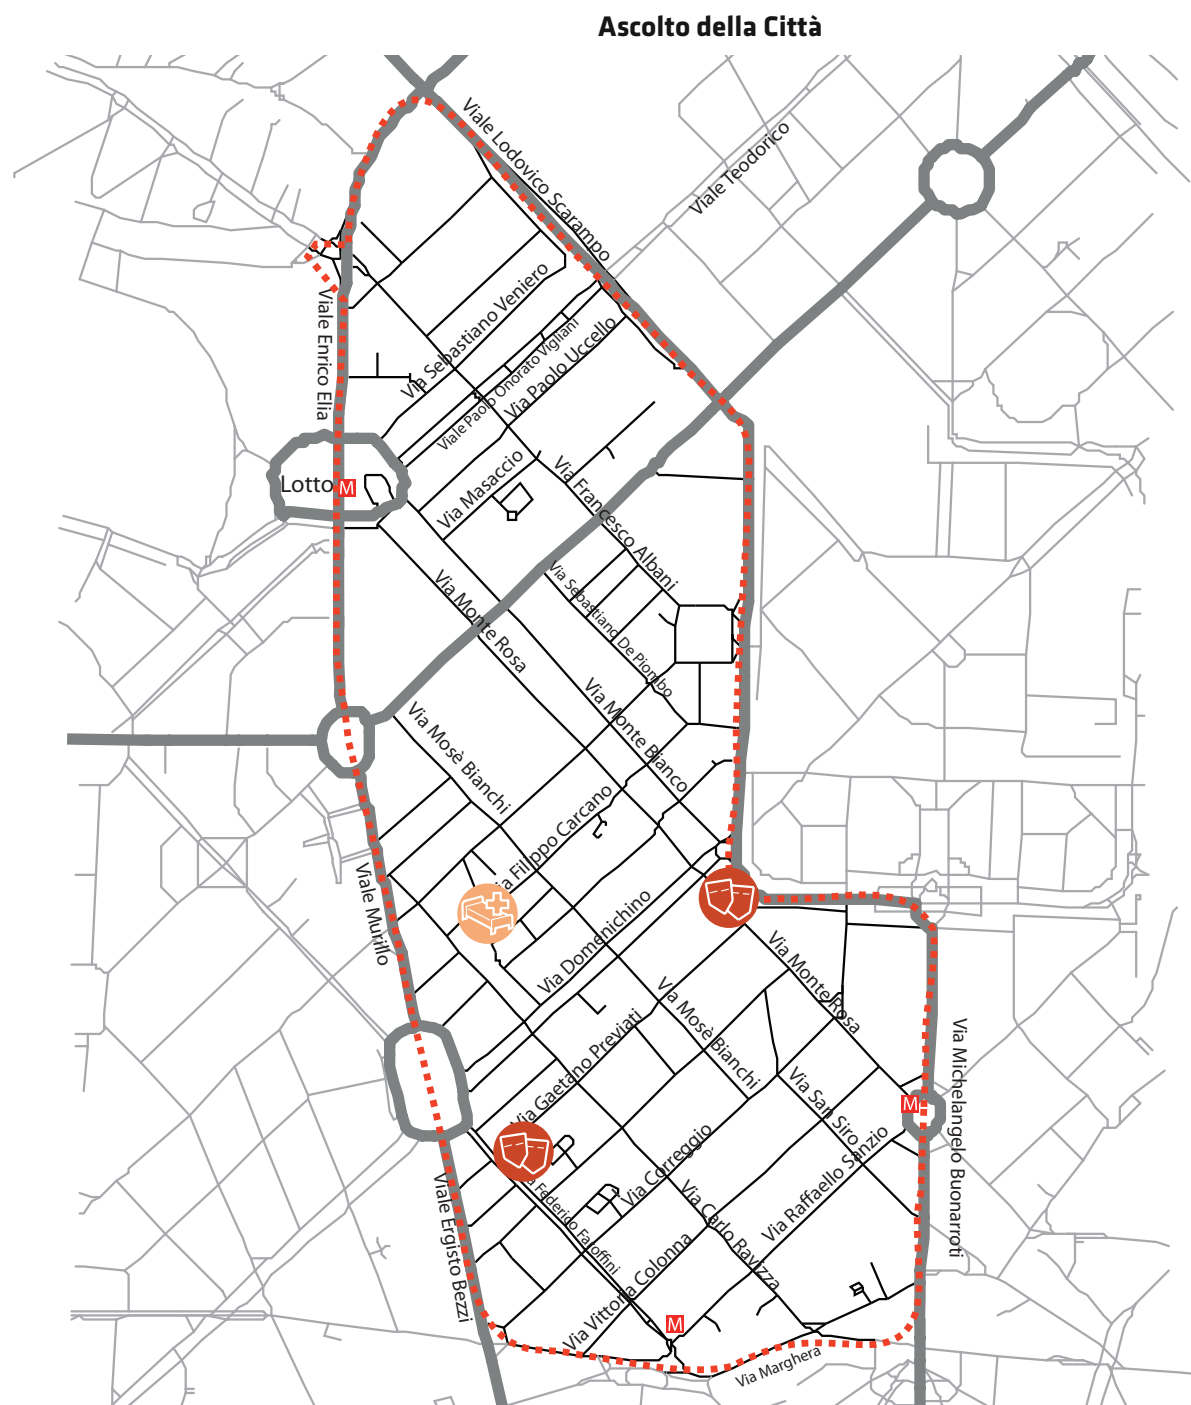 Ascolto della Città
Viale Lodovico Scarampo
Viale Teodorico
Via Sebastiano Veniero
Viale Enrico Elia
Viale Paolo Onorato Vigliani
Via Paolo Uccello
Lotto M
Via Masaccio
Via Francesco Albani
Via Sebastiano De Piombo
Via Monte Rosa
Via Monte Bianco
Via Mosè Bianchi
Via Filippo Carcano
Viale Murillo
Via Domenichino
Via Monte Rosa
Via Mosè Bianchi
Via Gaetano Previati
Via Michelangelo Buonarroti
M
Via San Siro
Via Raffaello Sanzio
Via Correggio
Via Federico Faroffini
Via Carlo Ravizza
Viale Ergisto Bezzi
Via Vittoria Colonna
M
Via Marghera